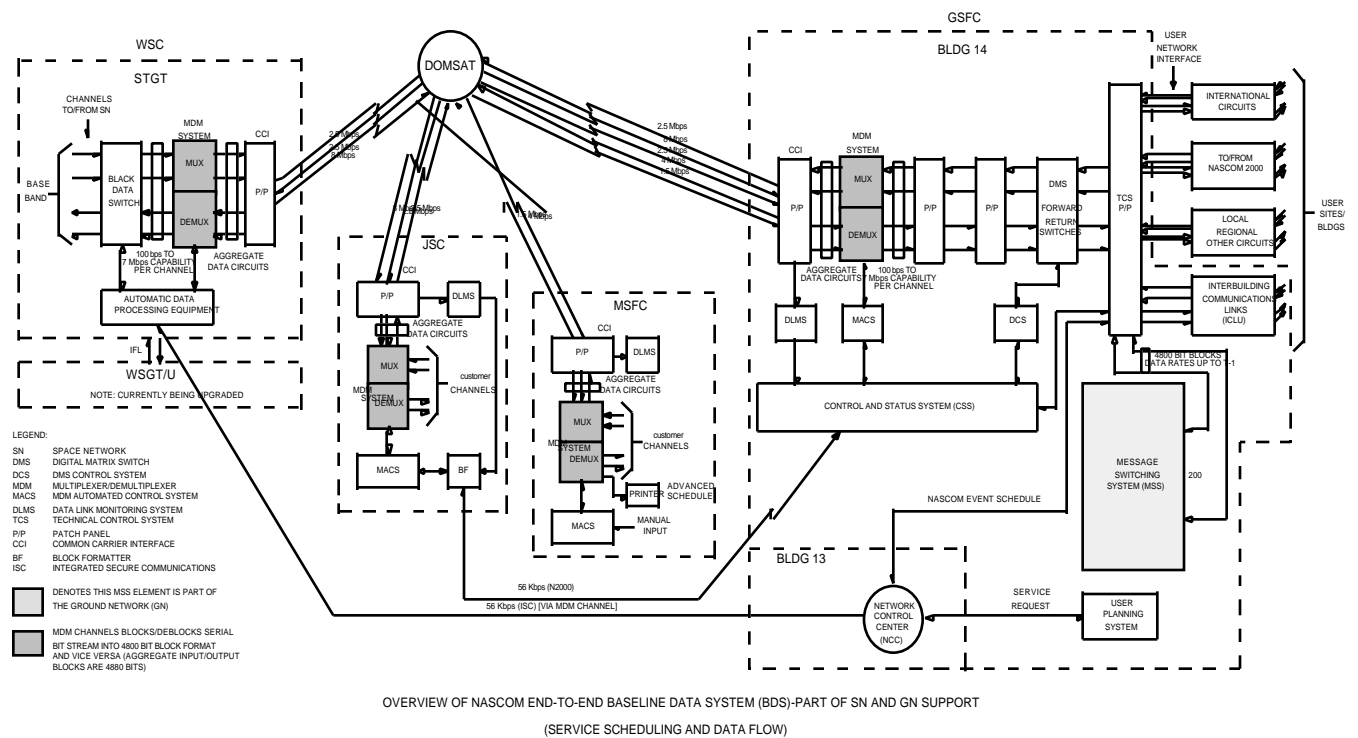 GSFC
WSC
STGT
DOMSAT
BLDG 14
USER
NETWORK
INTERFACE
CHANNELS
TO/FROM SN
MDM
SYSTEM
CCI
BASE
BAND
BLACK
DATA
SWITCH
MUX
DEMUX
P/P
100 bps TO
7 Mbps CAPABILITY
PER CHANNEL
AGGREGATE
DATA CIRCUITS
AUTOMATIC DATA
PROCESSING EQUIPMENT
IFL
WSGT/U
NOTE: CURRENTLY BEING UPGRADED
8 Mbps
2.5 Mbps
4 Mbps
1.5 Mbps
JSC
CCI
P/P
DLMS
AGGREGATE
DATA CIRCUITS
MUX
DEMUX
MDM
SYSTEM
customer
CHANNELS
MACS
BF
MSFC
CCI
P/P
DLMS
AGGREGATE
DATA CIRCUITS
MUX
DEMUX
MDM
SYSTEM
customer
CHANNELS
PRINTER
ADVANCED
SCHEDULE
MACS
MANUAL
INPUT
CCI
P/P
MDM
SYSTEM
MUX
DEMUX
P/P
P/P
DMS
FORWARD
RETURN
SWITCHES
TCS
P/P
AGGREGATE
DATA CIRCUITS
100 bps TO
7 Mbps CAPABILITY
PER CHANNEL
DLMS
MACS
DCS
INTERNATIONAL
CIRCUITS
TO/FROM
NASCOM 2000
LOCAL
REGIONAL
OTHER CIRCUITS
INTERBUILDING
COMMUNICATIONS
LINKS
(ICLU)
USER
SITES/
BLDGS
4800 BIT BLOCKS
DATA RATES UP TO T-1
CONTROL AND STATUS SYSTEM (CSS)
MESSAGE
SWITCHING
SYSTEM (MSS)
200
NASCOM EVENT SCHEDULE
BLDG 13
NETWORK
CONTROL
CENTER
(NCC)
SERVICE
REQUEST
USER
PLANNING
SYSTEM
56 Kbps (N2000)
56 Kbps (ISC) [VIA MDM CHANNEL]
LEGEND:
SN SPACE NETWORK
DMS DIGITAL MATRIX SWITCH
DCS DMS CONTROL SYSTEM
MDM MULTIPLEXER/DEMULTIPLEXER
MACS MDM AUTOMATED CONTROL SYSTEM
DLMS DATA LINK MONITORING SYSTEM
TCS TECHNICAL CONTROL SYSTEM
P/P PATCH PANEL
CCI COMMON CARRIER INTERFACE
BF BLOCK FORMATTER
ISC INTEGRATED SECURE COMMUNICATIONS
DENOTES THIS MSS ELEMENT IS PART OF
THE GROUND NETWORK (GN)
MDM CHANNELS BLOCKS/DEBLOCKS SERIAL
BIT STREAM INTO 4800 BIT BLOCK FORMAT
AND VICE VERSA (AGGREGATE INPUT/OUTPUT
BLOCKS ARE 4880 BITS)
OVERVIEW OF NASCOM END-TO-END BASELINE DATA SYSTEM (BDS)-PART OF SN AND GN SUPPORT
(SERVICE SCHEDULING AND DATA FLOW)